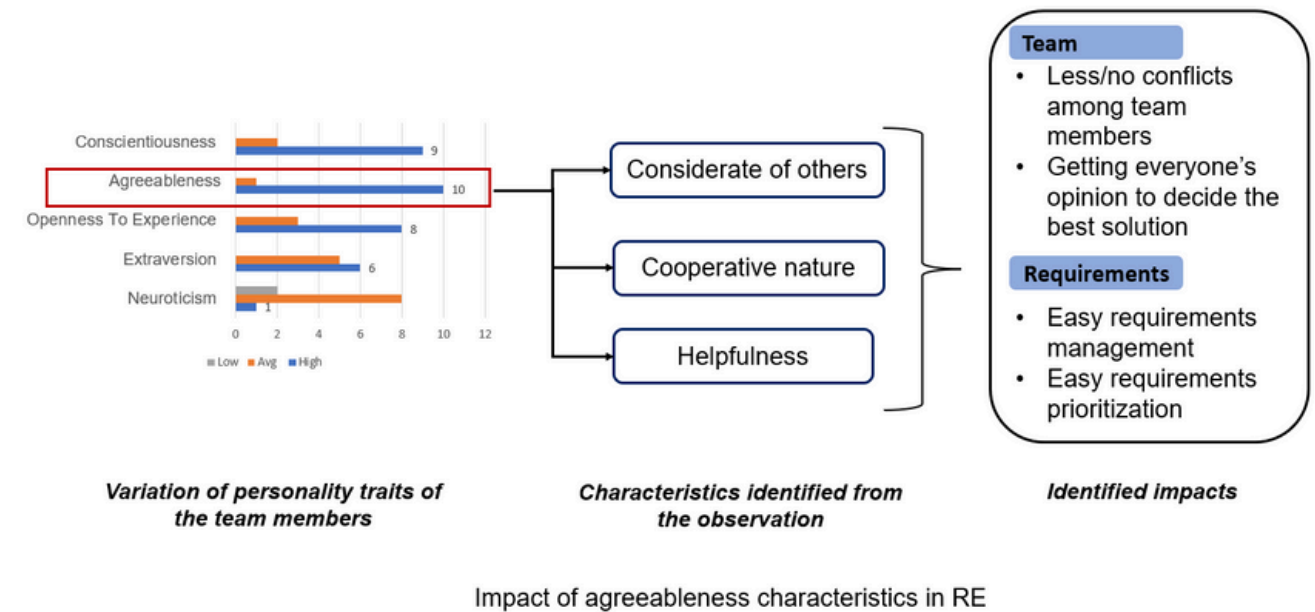 Conscientiousness
9
Agreeableness
10
Openness To Experience
8
Extraversion
6
Neuroticism
1
0 2 4 6 8 10 12
Low Avg High
Considerate of others
Cooperative nature
Helpfulness
Team
• Less/no conflicts
among team
members
• Getting everyone’s
opinion to decide the
best solution
Requirements
• Easy requirements
management
• Easy requirements
prioritization
Variation of personality traits of
the team members
Characteristics identified from
the observation
Identified impacts
Impact of agreeableness characteristics in RE